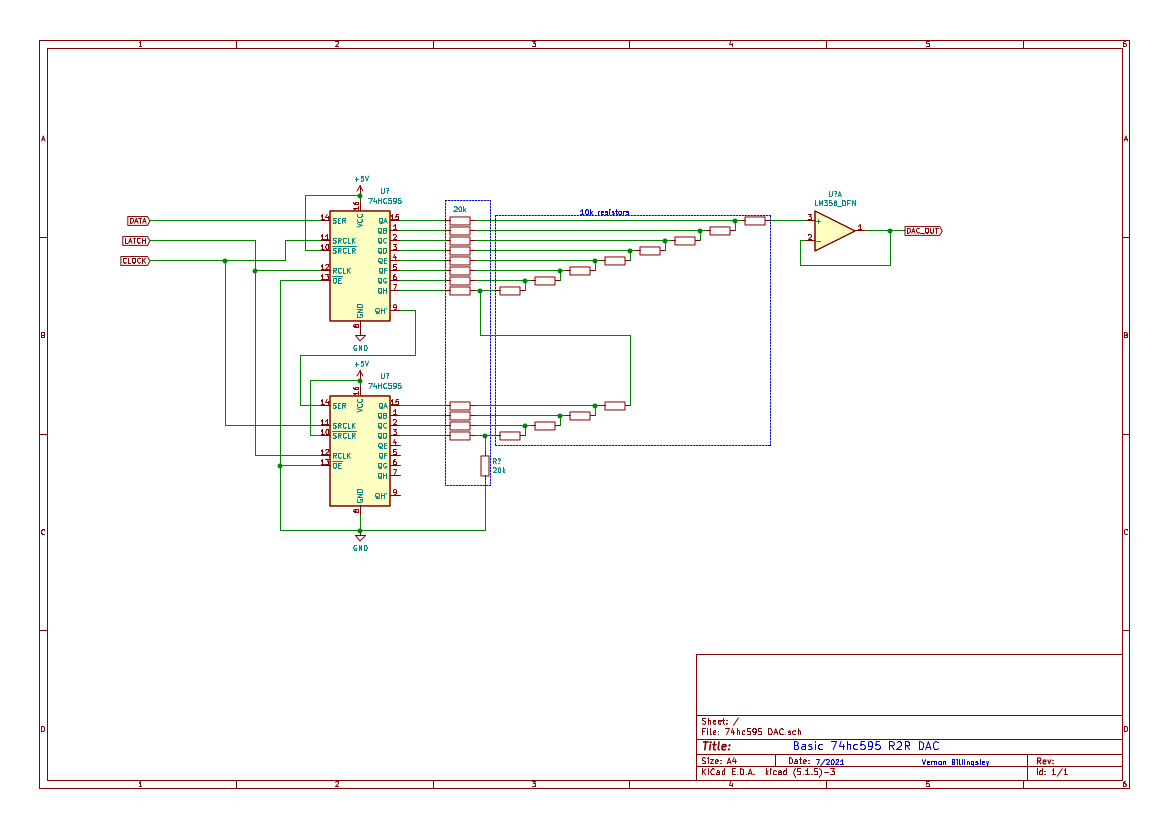 1 2 3 4 5 6
A A
B B
C C
D D
+5V
U?
74HC595
DATA
LATCH
CLOCK
14 SER
11 SRCLK
10 SRCLR
12 RCLK
13 OE
16 VCC
8 GND
QA 15
QB 1
QC 2
QD 3
QE 4
QF 5
QG 6
QH 7
QH' 9
GND
20k
10k resistors
U?A
LM358_DFN
3 +
2 -
1
DAC_OUT
+5V
U?
74HC595
14 SER
11 SRCLK
10 SRCLR
12 RCLK
13 OE
16 VCC
8 GND
QA 15
QB 1
QC 2
QD 3
QE 4
QF 5
QG 6
QH 7
QH' 9
GND
R?
20k
Sheet: /
File: 74hc595 DAC.sch
Title: Basic 74hc595 R2R DAC
Size: A4 Date: 7/2021 Vernon Billingsley Rev:
KiCad E.D.A. kicad (5.1.5)-3 Id: 1/1
1 2 3 4 5 6